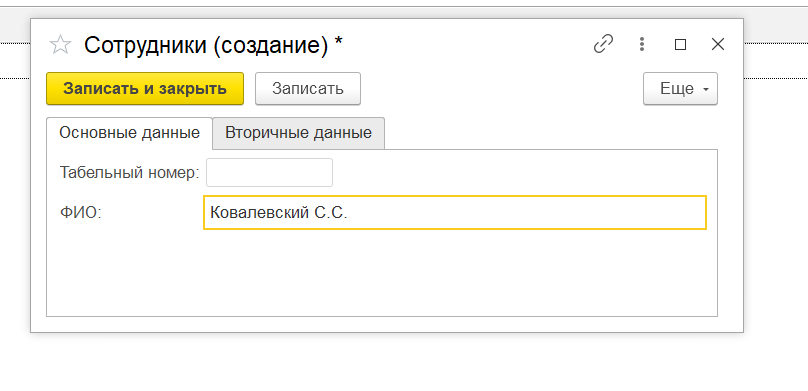 Сотрудники (создание) *
Записать и закрыть Записать Еще
Основные данные Вторичные данные
Табельный номер:
ФИО: Ковалевский С.С.